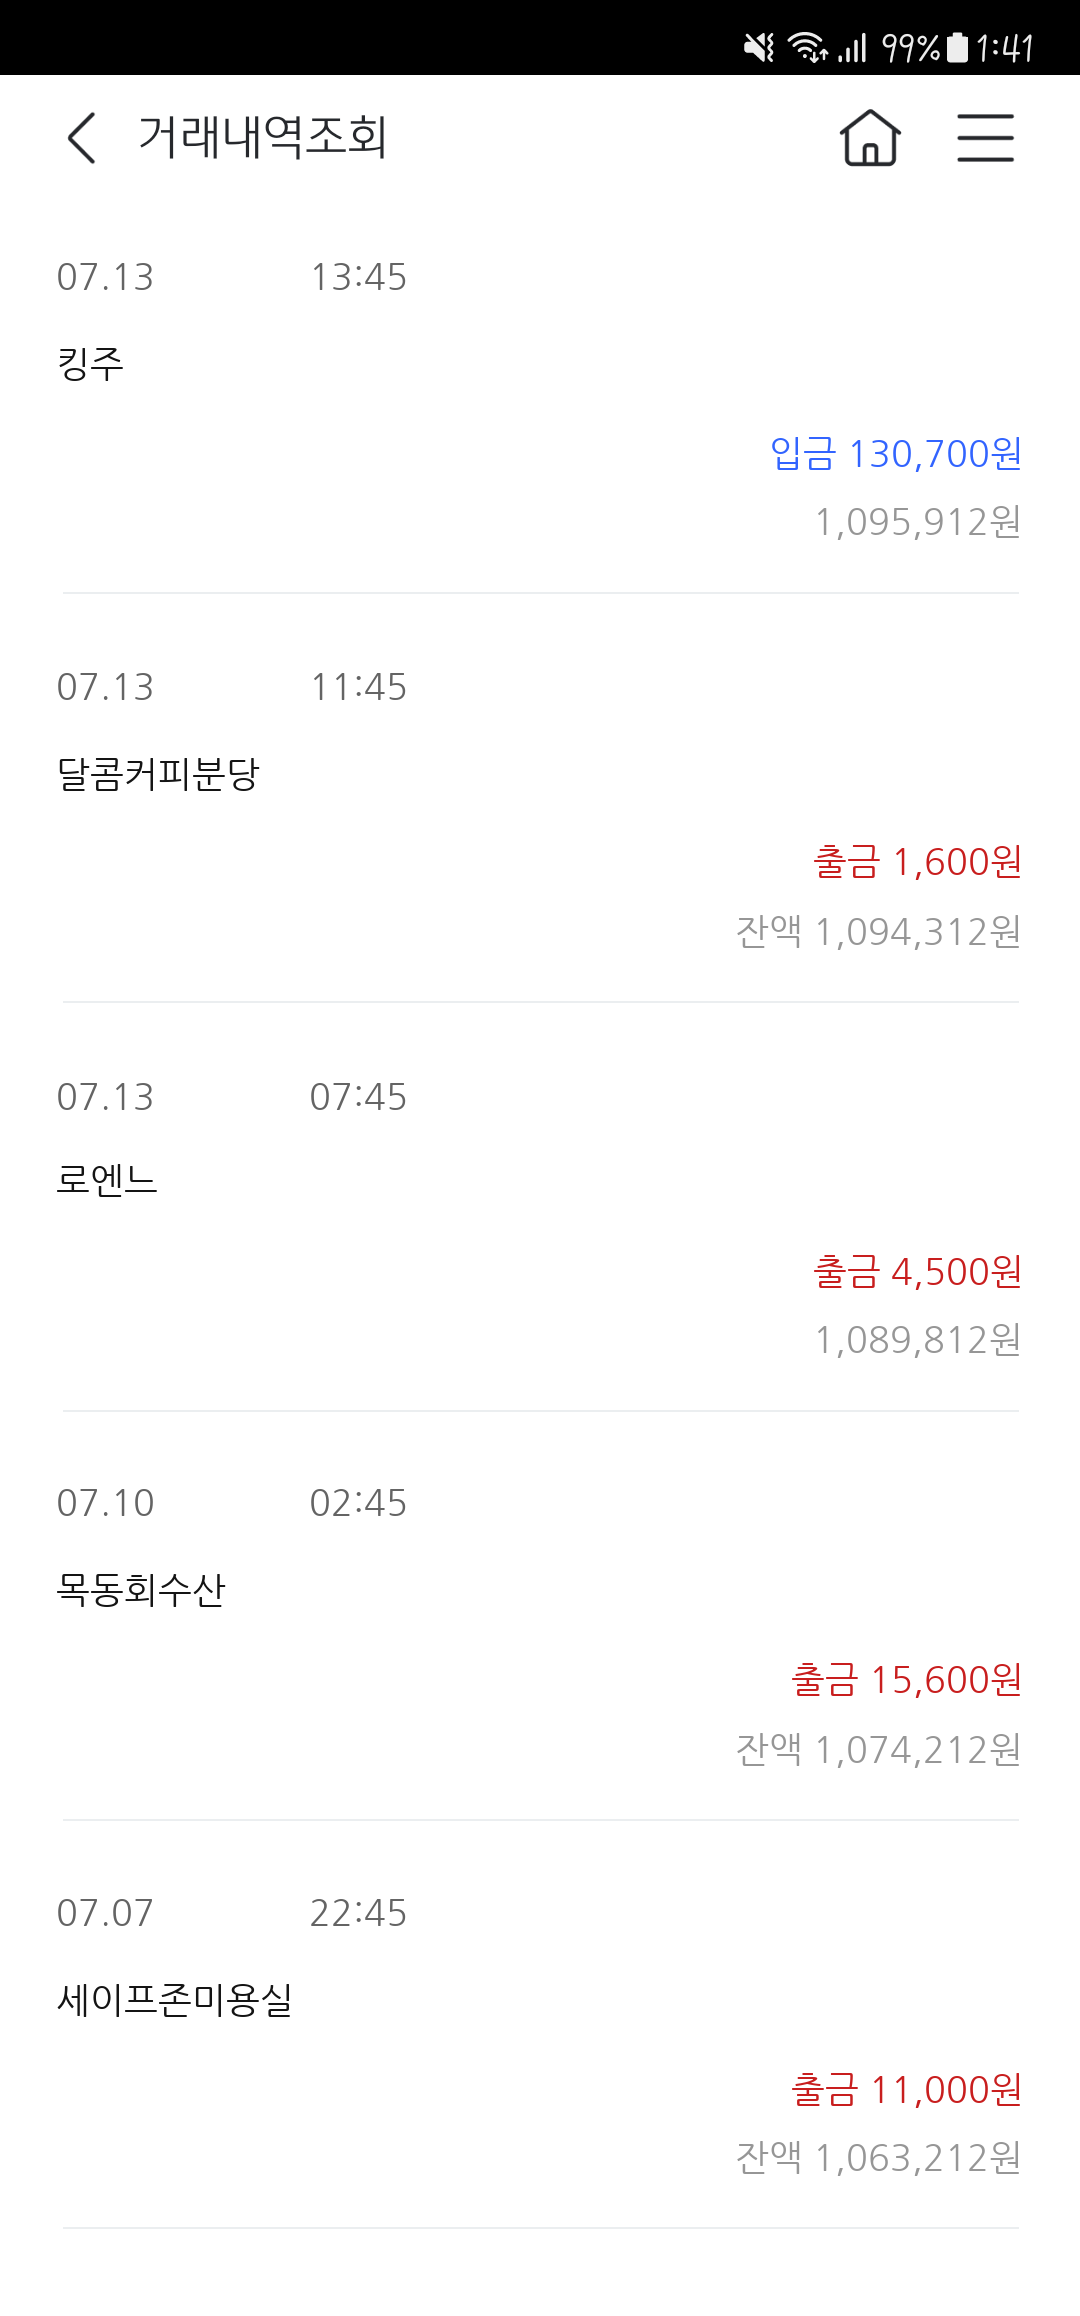 99% 1:41
거래내역조회
07.13 13:45
킹주
입금 130,700원
1,095,912원
07.13 11:45
달콤커피분당
출금 1,600원
잔액 1,094,312원
07.13 07:45
로엔느
출금 4,500원
1,089,812원
07.10 02:45
목동회수산
출금 15,600원
잔액 1,074,212원
07.07 22:45
세이프존미용실
출금 11,000원
잔액 1,063,212원